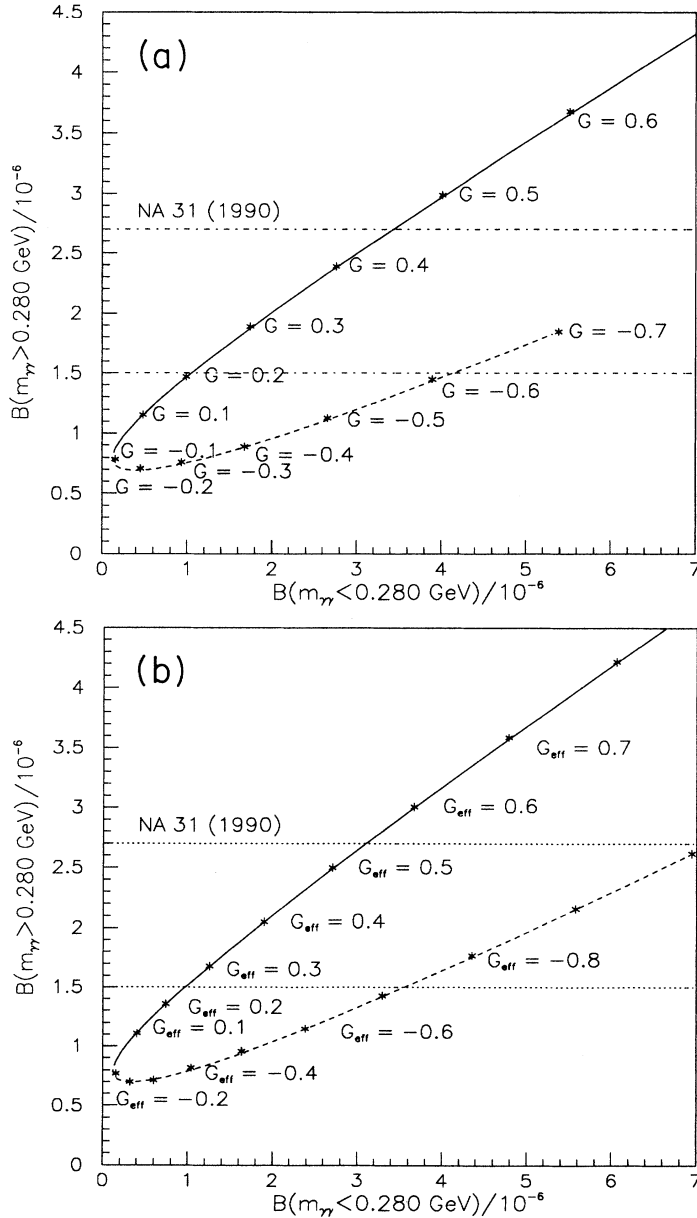 4.5
(a)
4
3.5
3
2.5
2
1.5
1
0.5
0
B(mγγ>0.280 GeV)/10⁻⁶
NA 31 (1990)
G = 0.6
G = 0.5
G = 0.4
G = 0.3
G = 0.2
G = 0.1
G = −0.1
G = −0.2
G = −0.3
G = −0.4
G = −0.5
G = −0.6
G = −0.7
0 1 2 3 4 5 6 7
B(mγγ<0.280 GeV)/10⁻⁶
4.5
(b)
4
3.5
3
2.5
2
1.5
1
0.5
0
B(mγγ>0.280 GeV)/10⁻⁶
NA 31 (1990)
Geff = 0.7
Geff = 0.6
Geff = 0.5
Geff = 0.4
Geff = 0.3
Geff = 0.2
Geff = 0.1
Geff = −0.2
Geff = −0.4
Geff = −0.6
Geff = −0.8
0 1 2 3 4 5 6 7
B(mγγ<0.280 GeV)/10⁻⁶